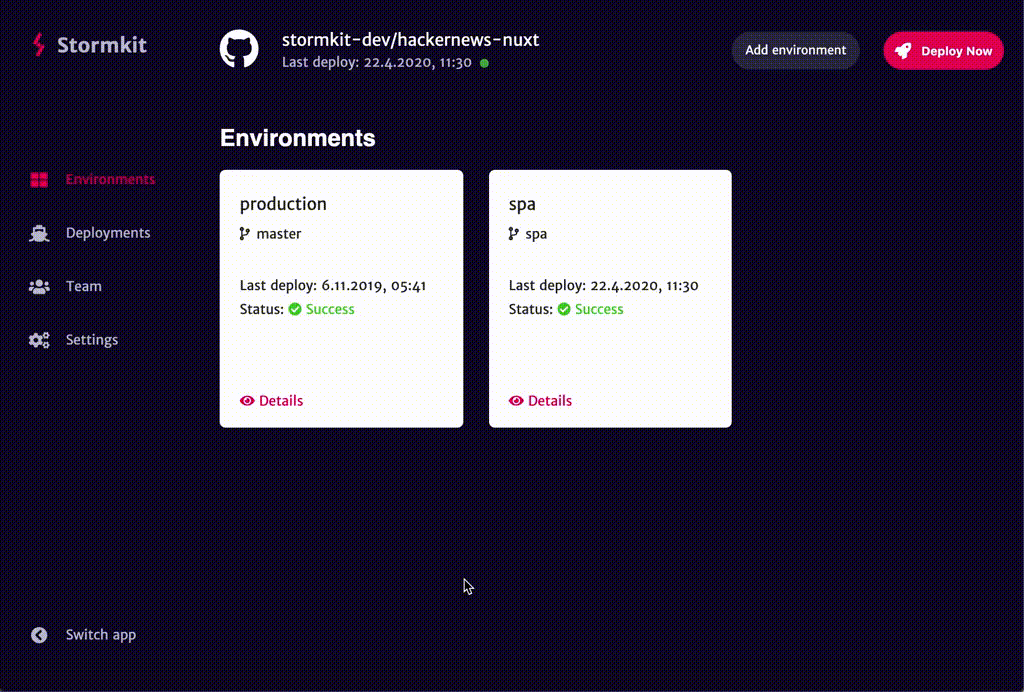 Stormkit
stormkit-dev/hackernews-nuxt
Last deploy: 22.4.2020, 11:30
Add environment
Deploy Now
Environments
Deployments
Team
Settings
Switch app
Environments
production
master
Last deploy: 6.11.2019, 05:41
Status: Success
Details
spa
spa
Last deploy: 22.4.2020, 11:30
Status: Success
Details